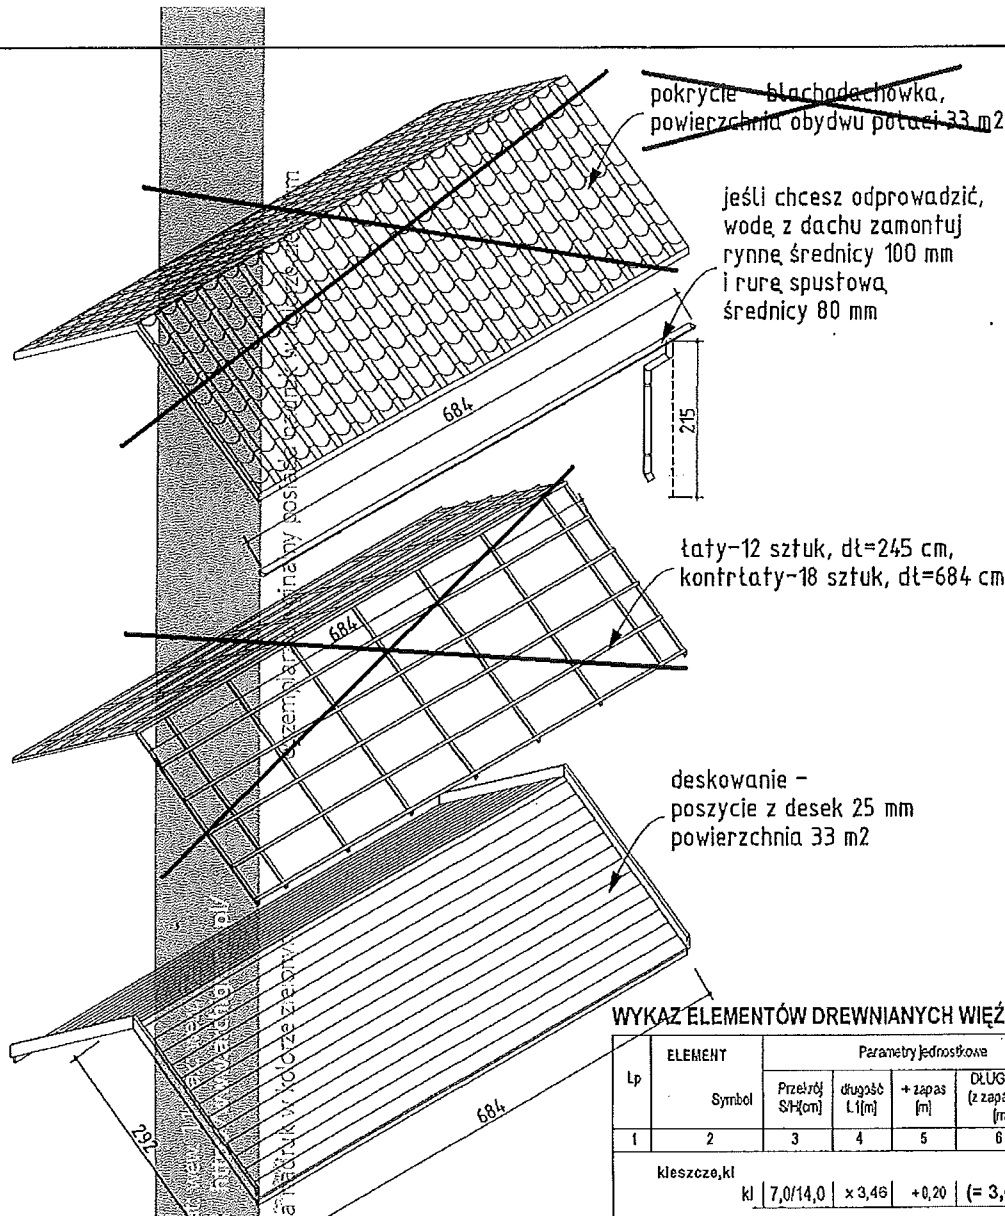 pokrycie - blachodachówka,
powierzchnia obydwu połaci 33 m2
jeśli chcesz odprowadzić,
wodę z dachu zamontuj
rynnę średnicy 100 mm
i rurę spustową
średnicy 80 mm
684
215
łaty-12 sztuk, dł=245 cm,
kontrłaty-18 sztuk, dł=684 cm
684
deskowanie -
poszycie z desek 25 mm
powierzchnia 33 m2
684
292
WYKAZ ELEMENTÓW DREWNIANYCH WIĘŹ
Lp ELEMENT Symbol Parametry jednostkowe
Przekrój S/H[cm] długość L1[m] + zapas [m]
1 2 3 4 5 6
kleszcze,kl
kl 7,0/14,0 x 3,46 +0,20 (= 3,